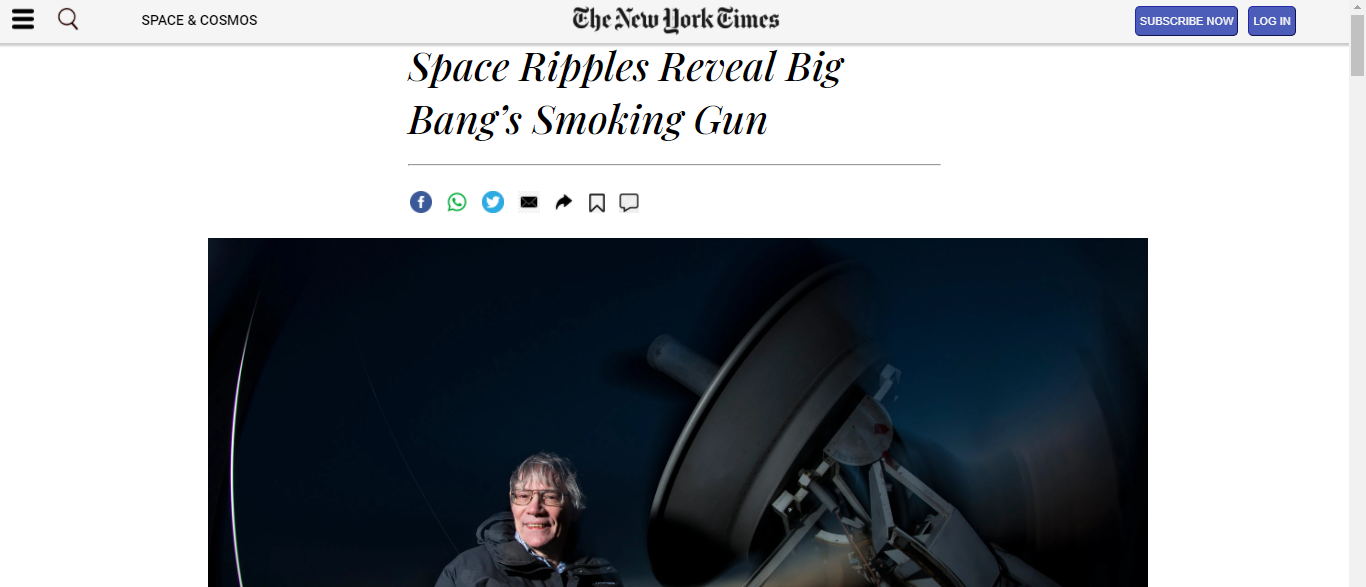 SPACE & COSMOS
The New York Times
SUBSCRIBE NOW
LOG IN
Space Ripples Reveal Big
Bang’s Smoking Gun